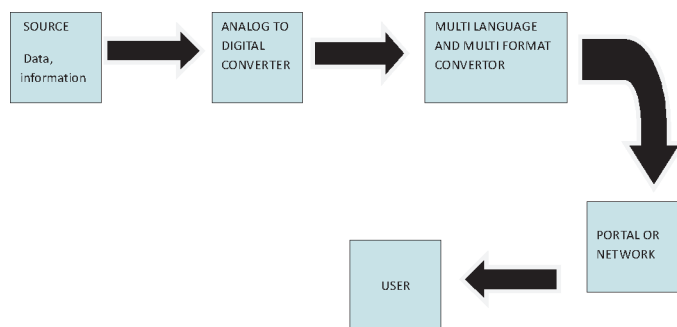 SOURCE
Data,
information
ANALOG TO
DIGITAL
CONVERTER
MULTI LANGUAGE
AND MULTI FORMAT
CONVERTOR
PORTAL OR
NETWORK
USER